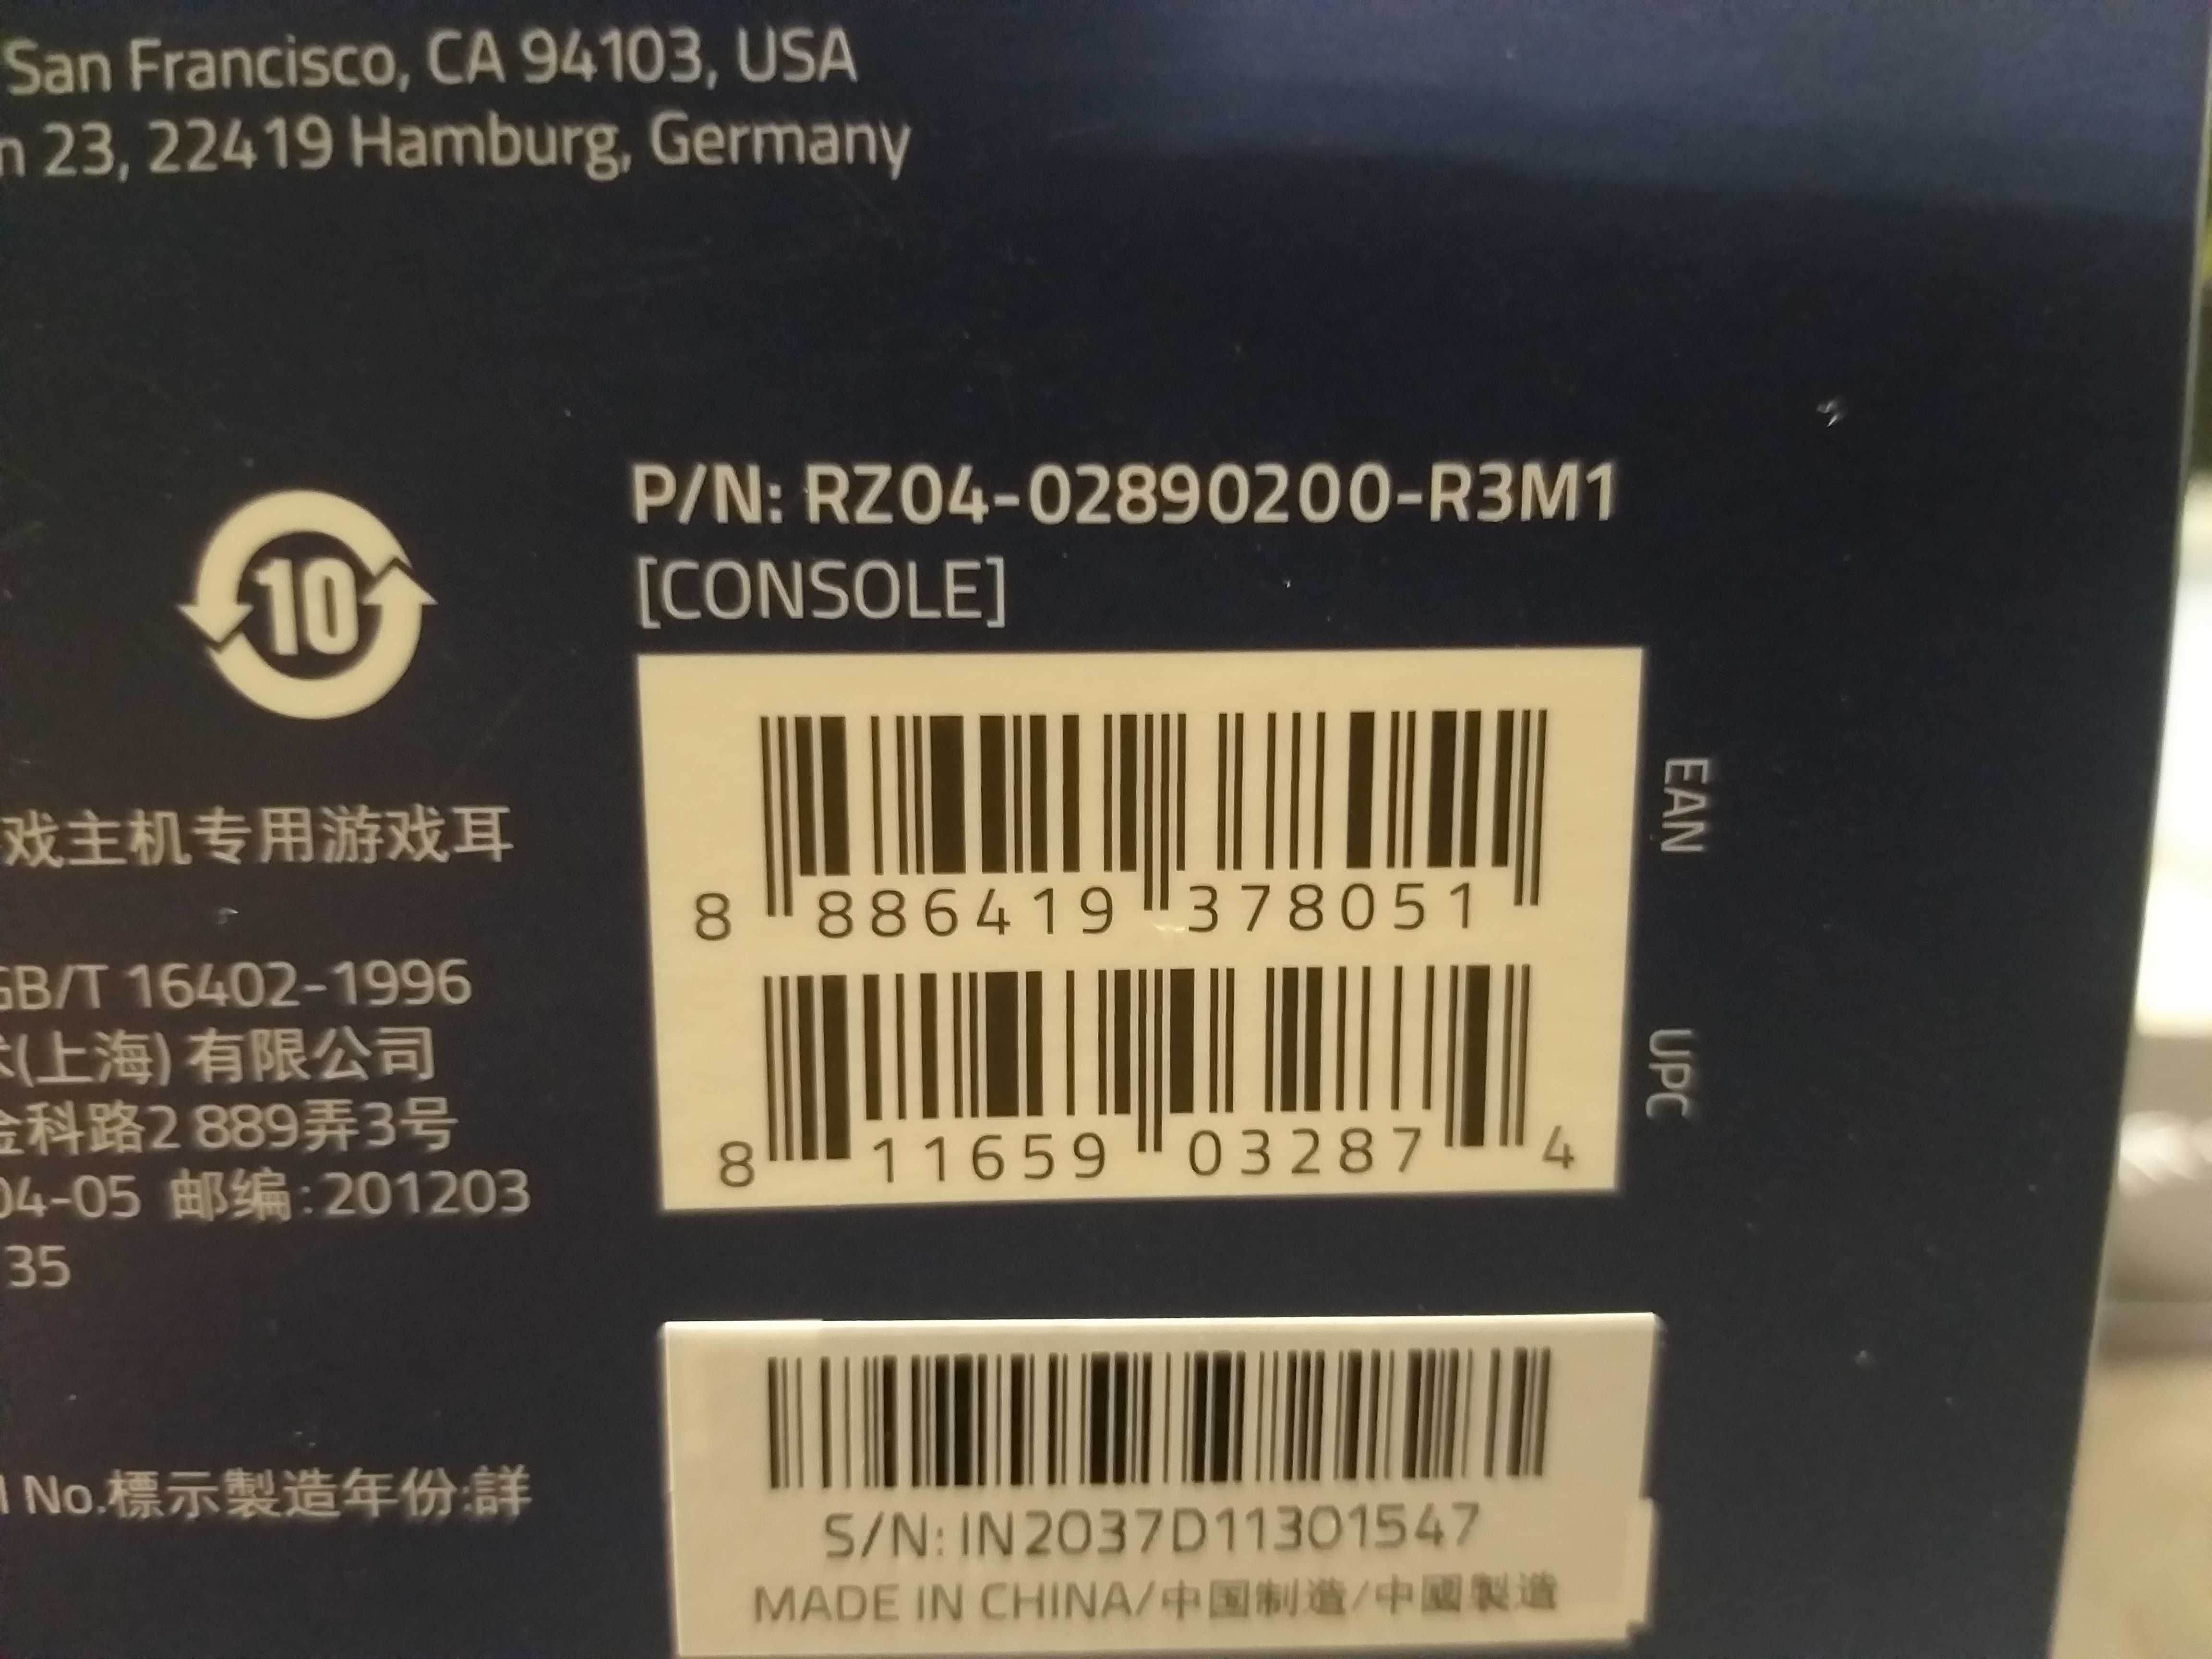 San Francisco, CA 94103, USA
n 23, 22419 Hamburg, Germany
P/N: RZ04-02890200-R3M1
[CONSOLE]
10
8 886419 378051
EAN
8 11659 03287 4
UPC
戏主机专用游戏耳
GB/T 16402-1996
(上海) 有限公司
金科路2 889弄3号
04-05 邮编:201203
35
No.標示製造年份:詳
S/N: IN2037D11301547
MADE IN CHINA/中国制造/中國製造